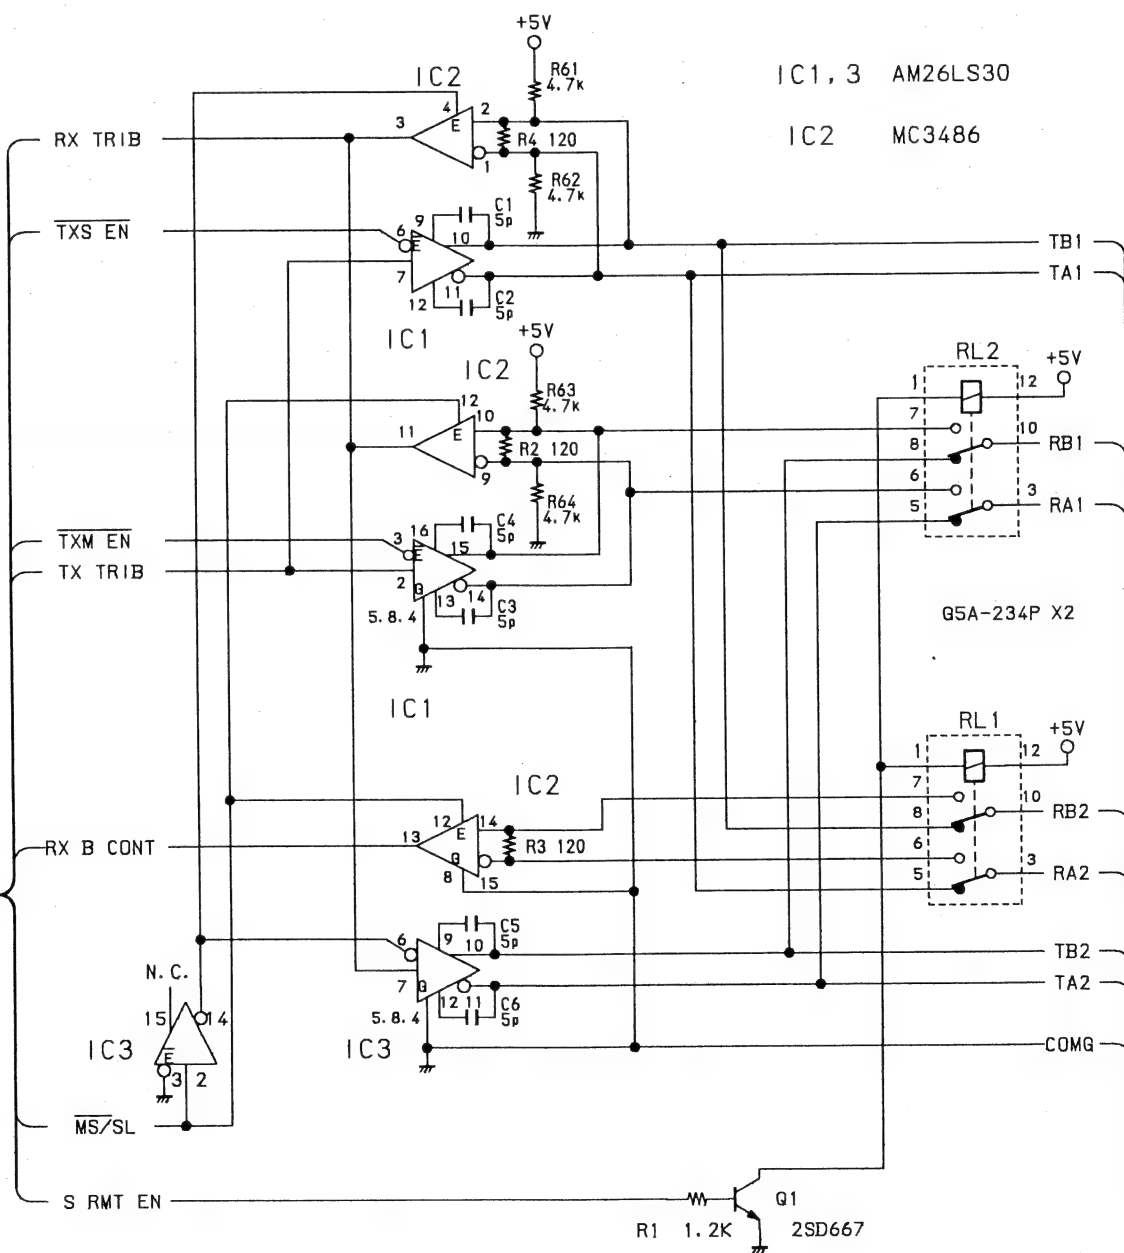 +5V
IC2
R61
4.7k
IC1,3 AM26LS30
4
E
2
3
RX TRIB
R4 120
IC2 MC3486
1
R62
4.7k
C1
5p
9
TXS EN
6
E
10
TB1
7
11
TA1
12
C2
5p
IC1
+5V
IC2
RL2
+5V
12
R63
4.7k
1
12
10
7
11
E
R2 120
8
10
RB1
9
6
R64
4.7k
3
5
RA1
C4
5p
16
TXM EN
3
E
15
TX TRIB
2
G
13
14
C3
5p
5.8.4
G5A-234P X2
IC1
RL1
+5V
1
12
IC2
7
12
E
14
8
10
RB2
13
RX B CONT
R3 120
G
6
8
15
5
3
RA2
C5
5p
6
9
10
TB2
N.C.
7
G
12
11
C6
5p
TA2
15
14
5.8.4
IC3
E
IC3
COMG
3
2
MS/SL
S RMT EN
Q1
R1 1.2K
2SD667